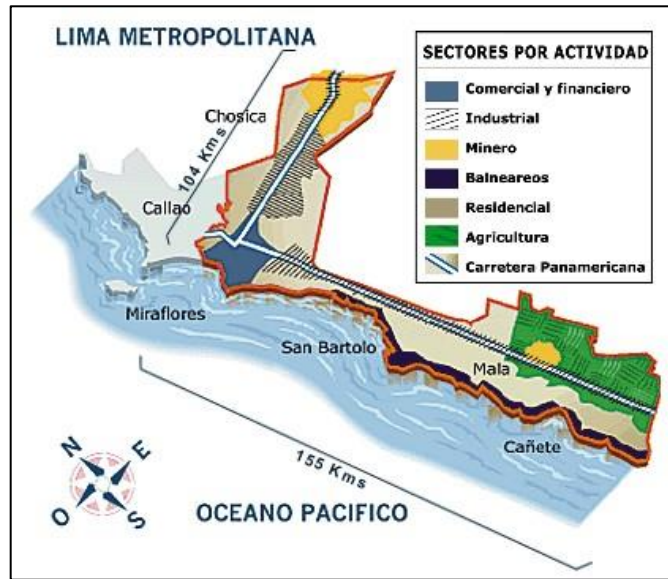 LIMA METROPOLITANA
SECTORES POR ACTIVIDAD
Comercial y financiero
Industrial
Minero
Balneareos
Residencial
Agricultura
Carretera Panamericana
Chosica
104 Kms
Callao
Miraflores
San Bartolo
Mala
Cañete
155 Kms
N
E
O
S
OCEANO PACIFICO